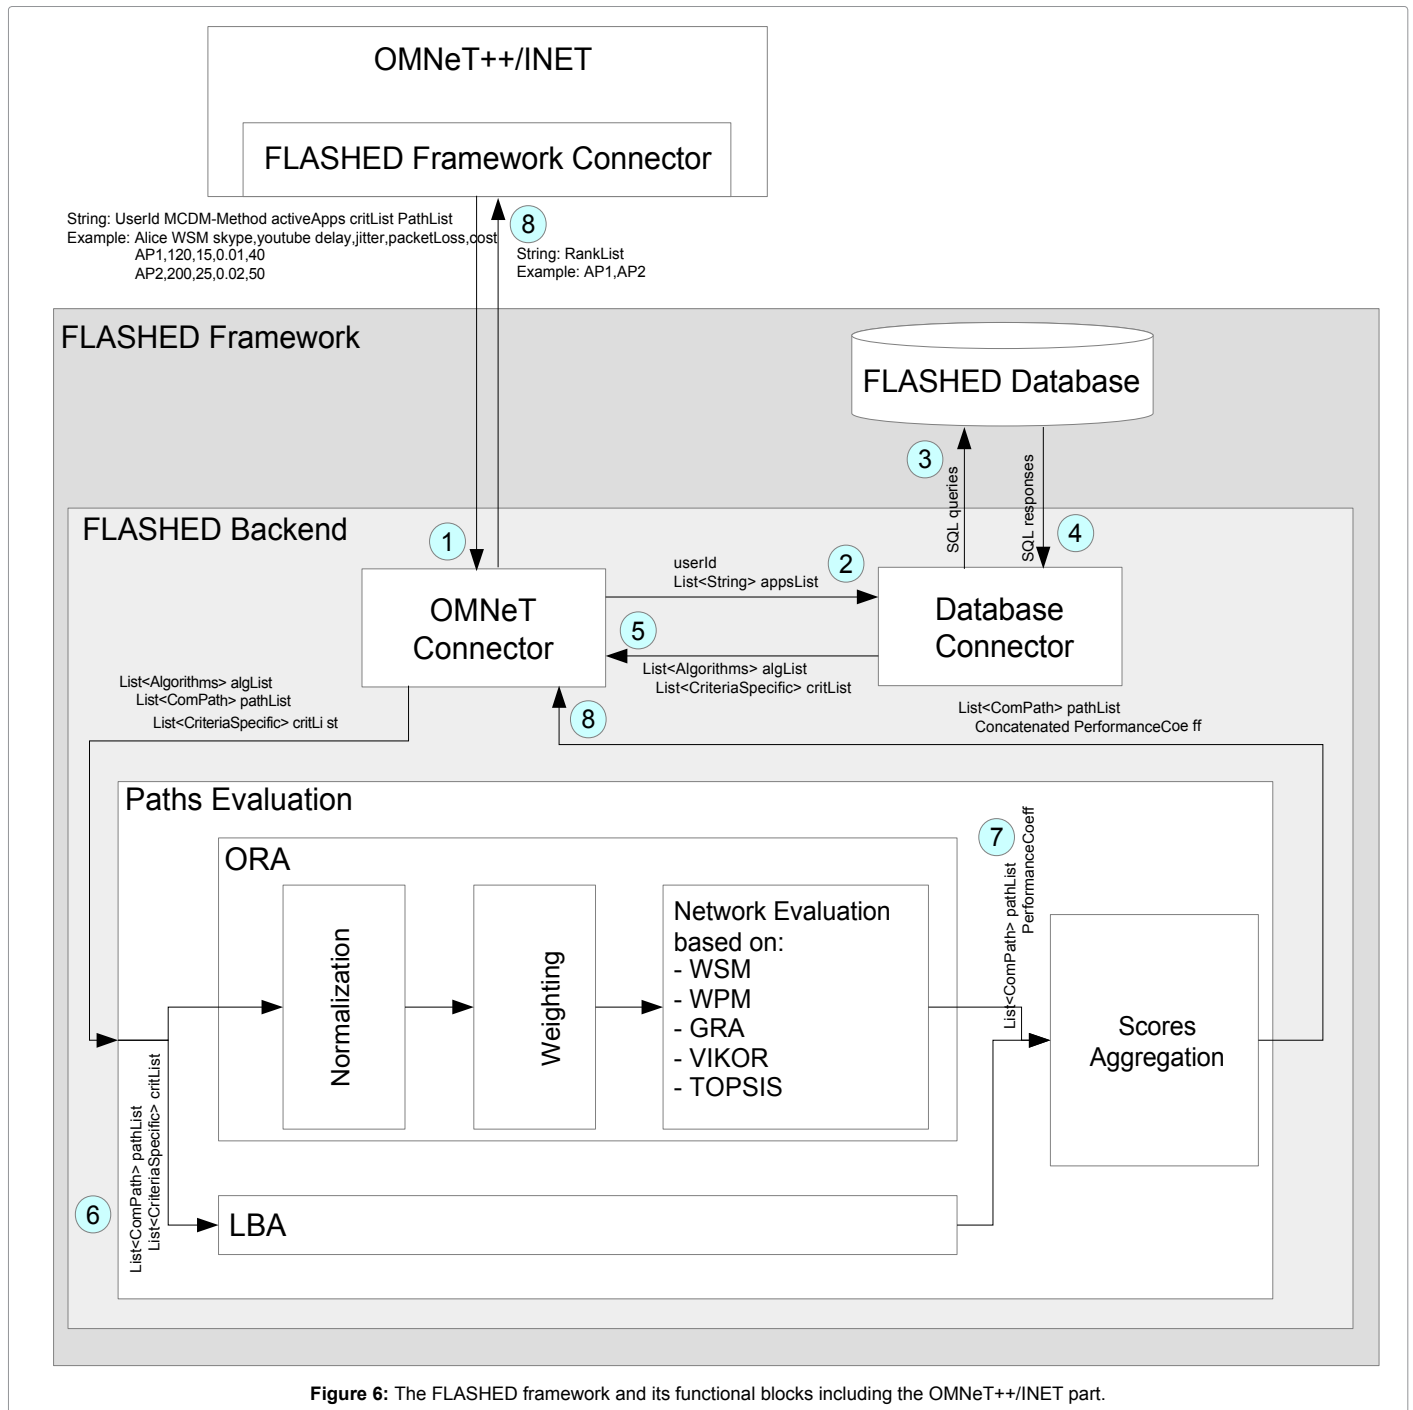 OMNeT++/INET
FLASHED Framework Connector
String: UserId MCDM-Method activeApps critList PathList
Example: Alice WSM skype,youtube delay,jitter,packetLoss,cost
AP1,120,15,0.01,40
AP2,200,25,0.02,50
8
String: RankList
Example: AP1,AP2
FLASHED Framework
FLASHED Database
3
SQL queries
SQL responses
4
FLASHED Backend
1
OMNeT
Connector
userId
List<String> appsList
2
Database
Connector
5
List<Algorithms> algList
List<CriteriaSpecific> critList
List<Algorithms> algList
List<ComPath> pathList
List<CriteriaSpecific> critLi st
8
List<ComPath> pathList
Concatenated PerformanceCoe ff
Paths Evaluation
ORA
Normalization
Weighting
Network Evaluation
based on:
- WSM
- WPM
- GRA
- VIKOR
- TOPSIS
7
List<ComPath> pathList
PerformanceCoeff
Scores
Aggregation
6
List<ComPath> pathList
List<CriteriaSpecific> critList
LBA
Figure 6: The FLASHED framework and its functional blocks including the OMNeT++/INET part.